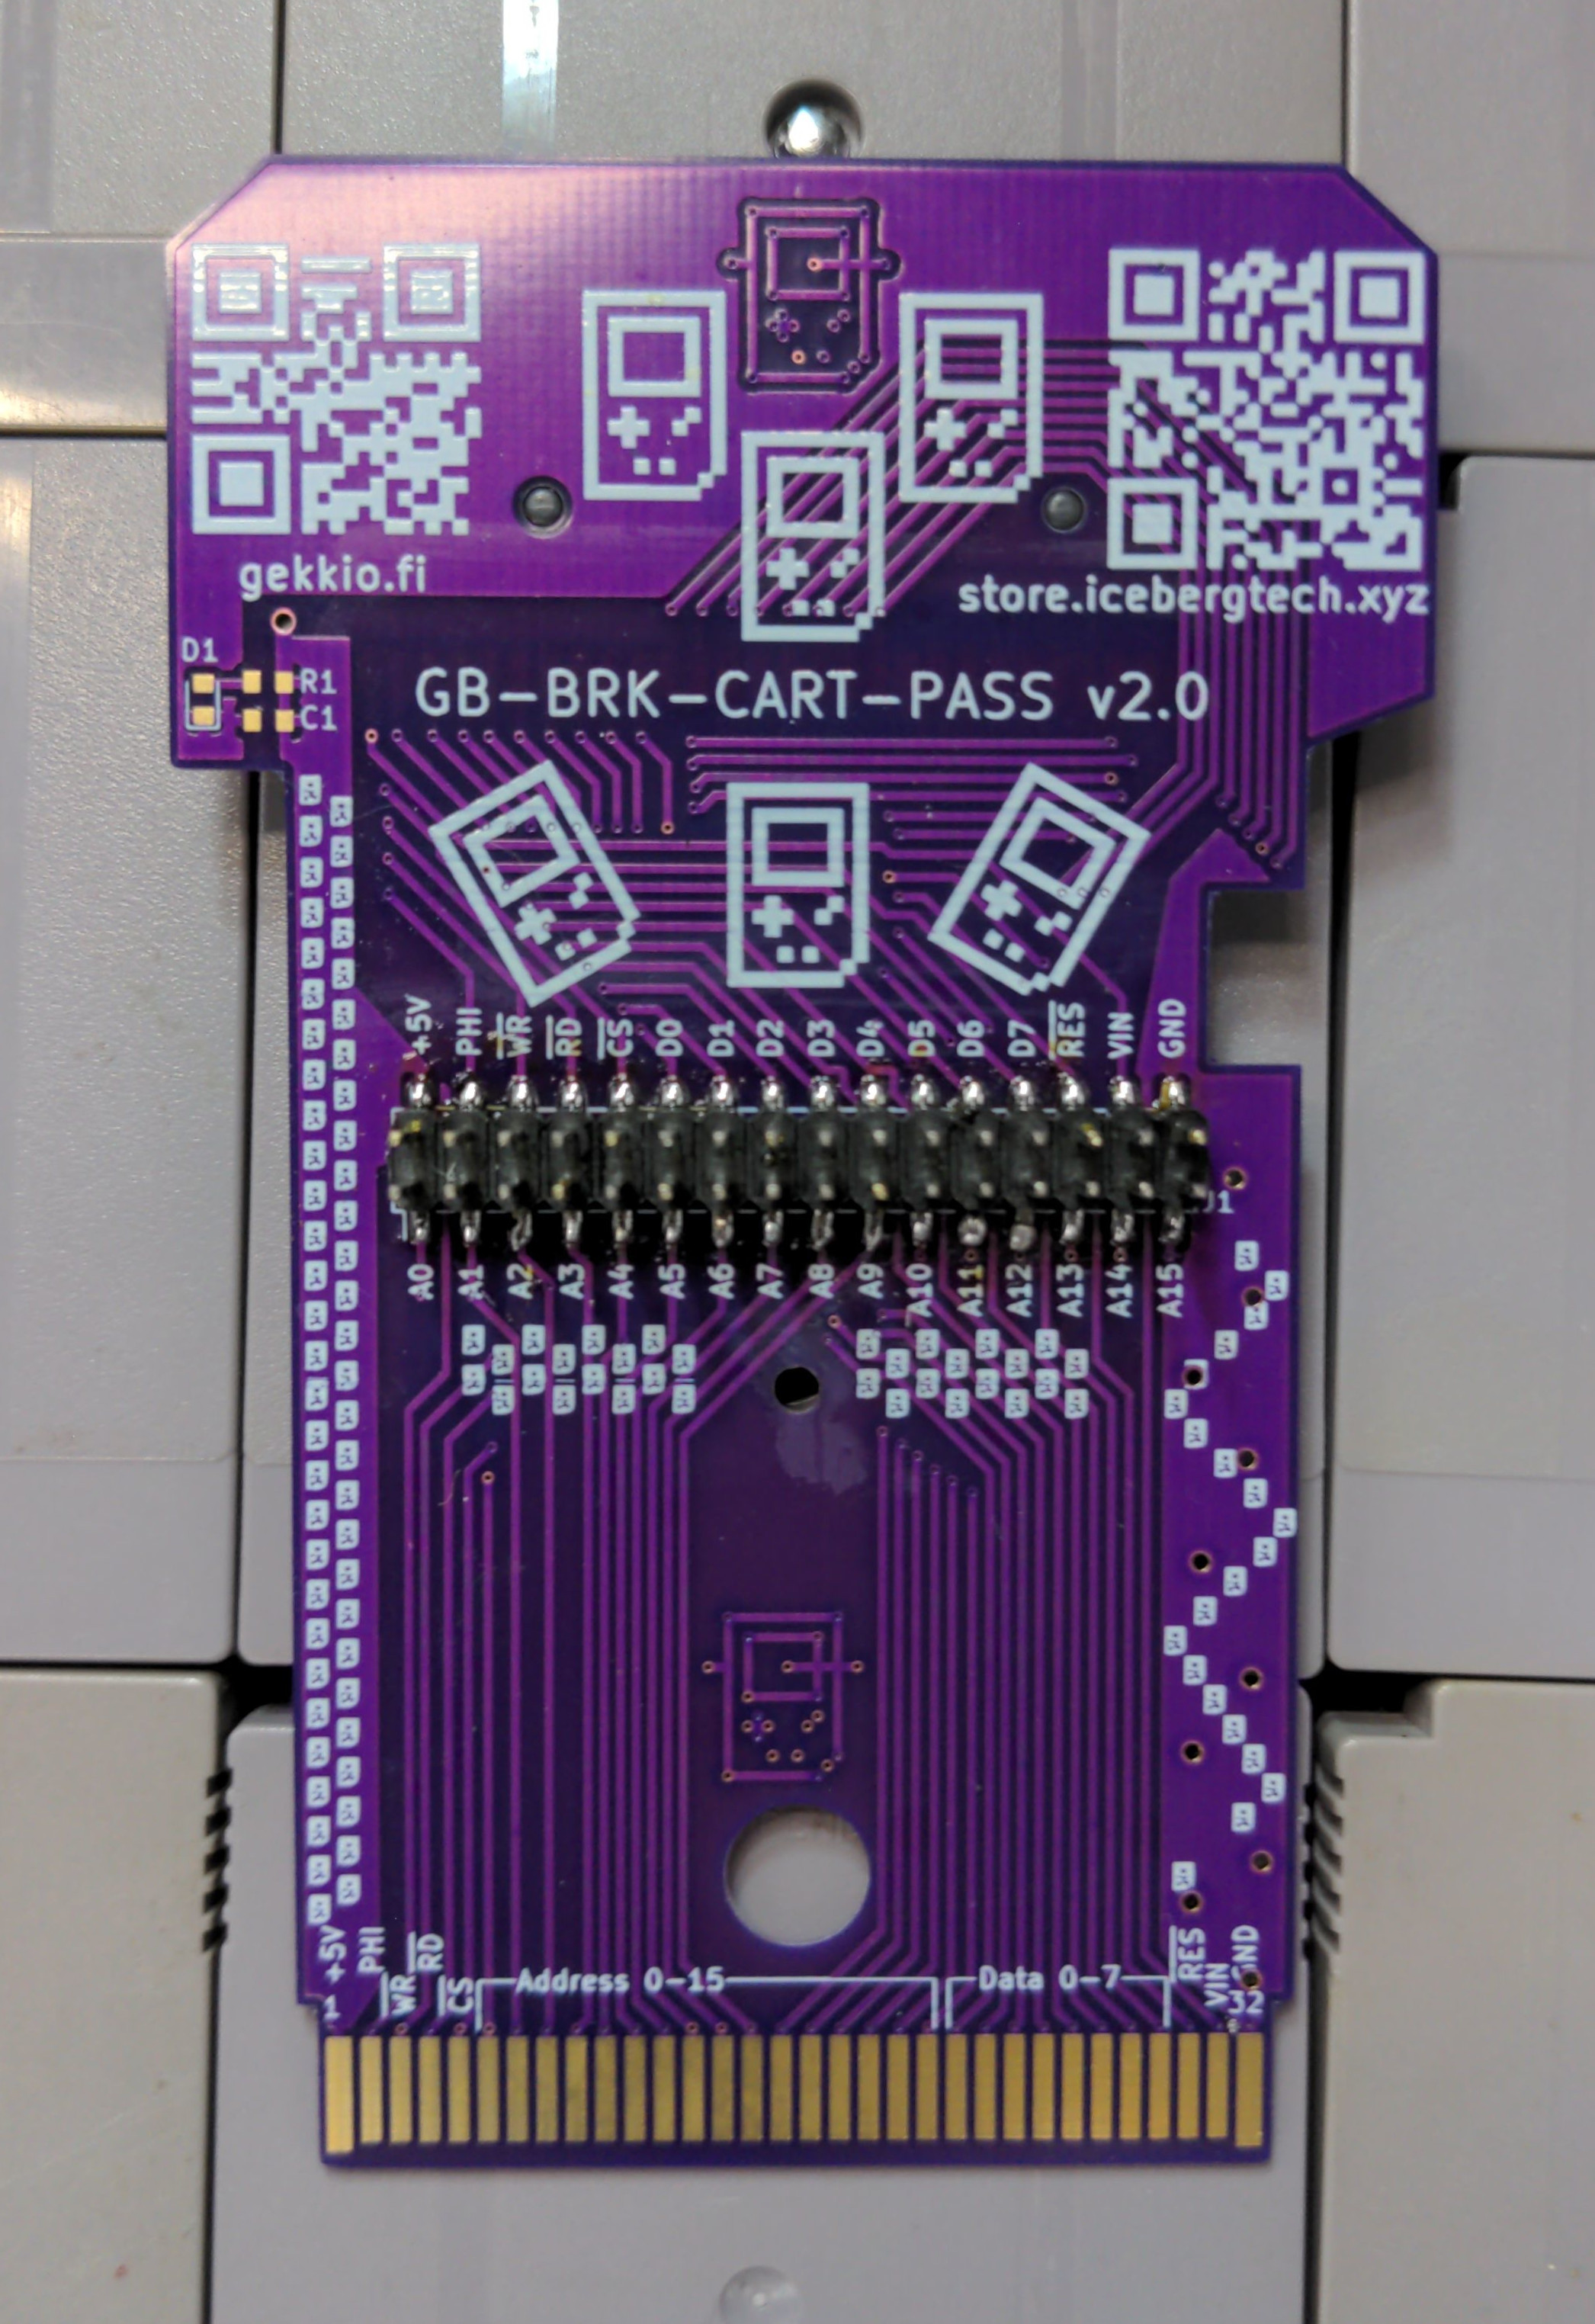 gekkio.fi
store.icebergtech.xyz
D1
R1
C1
GB-BRK-CART-PASS v2.0
+5V PHI WR RD CS D0 D1 D2 D3 D4 D5 D6 D7 RES VIN GND
J1
A0 A1 A2 A3 A4 A5 A6 A7 A8 A9 A10 A11 A12 A13 A14 A15
+5V PHI WR RD CS Address 0-15 Data 0-7 RES VIN GND
1 32